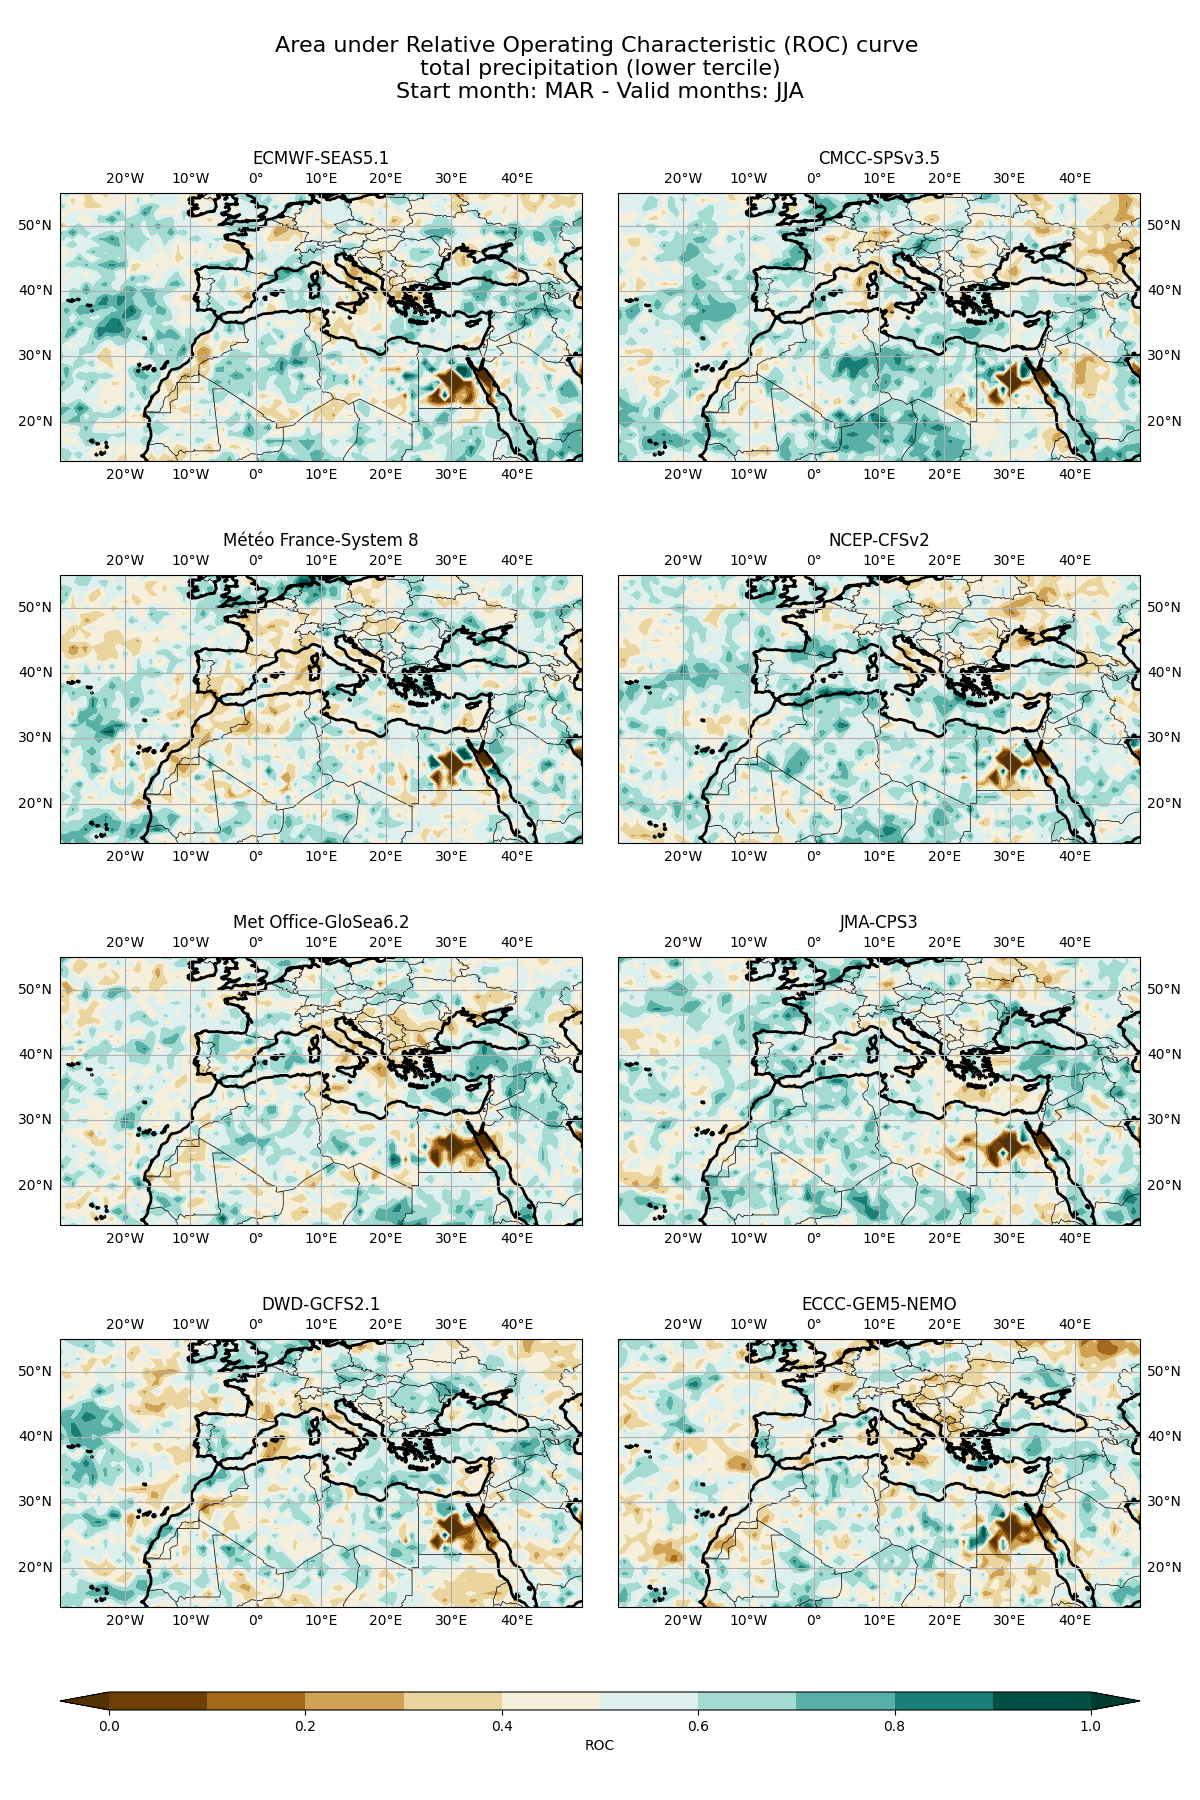 Area under Relative Operating Characteristic (ROC) curve
total precipitation (lower tercile)
Start month: MAR - Valid months: JJA
ECMWF-SEAS5.1
20°W 10°W 0° 10°E 20°E 30°E 40°E
50°N
40°N
30°N
20°N
20°W 10°W 0° 10°E 20°E 30°E 40°E
CMCC-SPSv3.5
20°W 10°W 0° 10°E 20°E 30°E 40°E
50°N
40°N
30°N
20°N
20°W 10°W 0° 10°E 20°E 30°E 40°E
Météo France-System 8
20°W 10°W 0° 10°E 20°E 30°E 40°E
50°N
40°N
30°N
20°N
20°W 10°W 0° 10°E 20°E 30°E 40°E
NCEP-CFSv2
20°W 10°W 0° 10°E 20°E 30°E 40°E
50°N
40°N
30°N
20°N
20°W 10°W 0° 10°E 20°E 30°E 40°E
Met Office-GloSea6.2
20°W 10°W 0° 10°E 20°E 30°E 40°E
50°N
40°N
30°N
20°N
20°W 10°W 0° 10°E 20°E 30°E 40°E
JMA-CPS3
20°W 10°W 0° 10°E 20°E 30°E 40°E
50°N
40°N
30°N
20°N
20°W 10°W 0° 10°E 20°E 30°E 40°E
DWD-GCFS2.1
20°W 10°W 0° 10°E 20°E 30°E 40°E
50°N
40°N
30°N
20°N
20°W 10°W 0° 10°E 20°E 30°E 40°E
ECCC-GEM5-NEMO
20°W 10°W 0° 10°E 20°E 30°E 40°E
50°N
40°N
30°N
20°N
20°W 10°W 0° 10°E 20°E 30°E 40°E
0.0 0.2 0.4 0.6 0.8 1.0
ROC